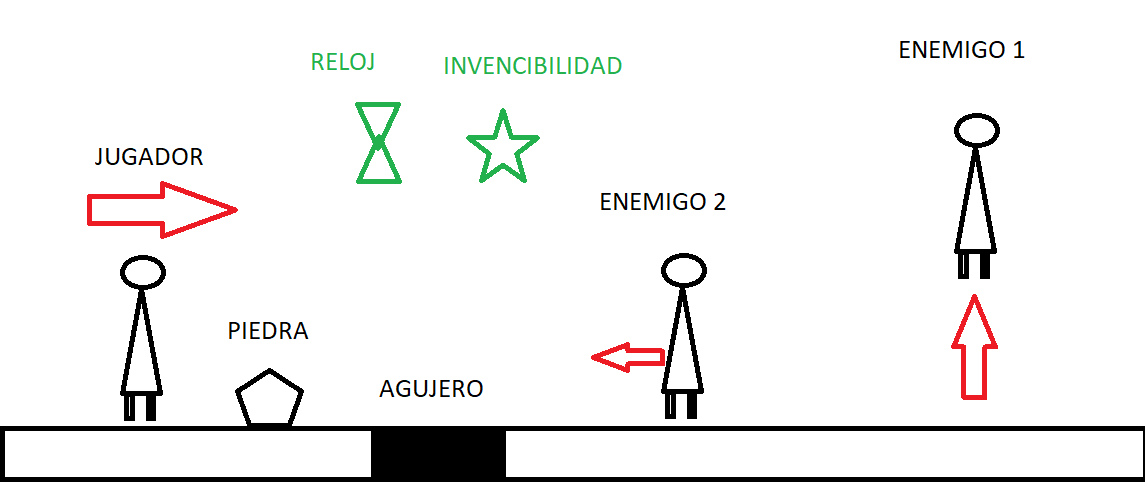 ENEMIGO 1
RELOJ
INVENCIBILIDAD
JUGADOR
ENEMIGO 2
PIEDRA
AGUJERO